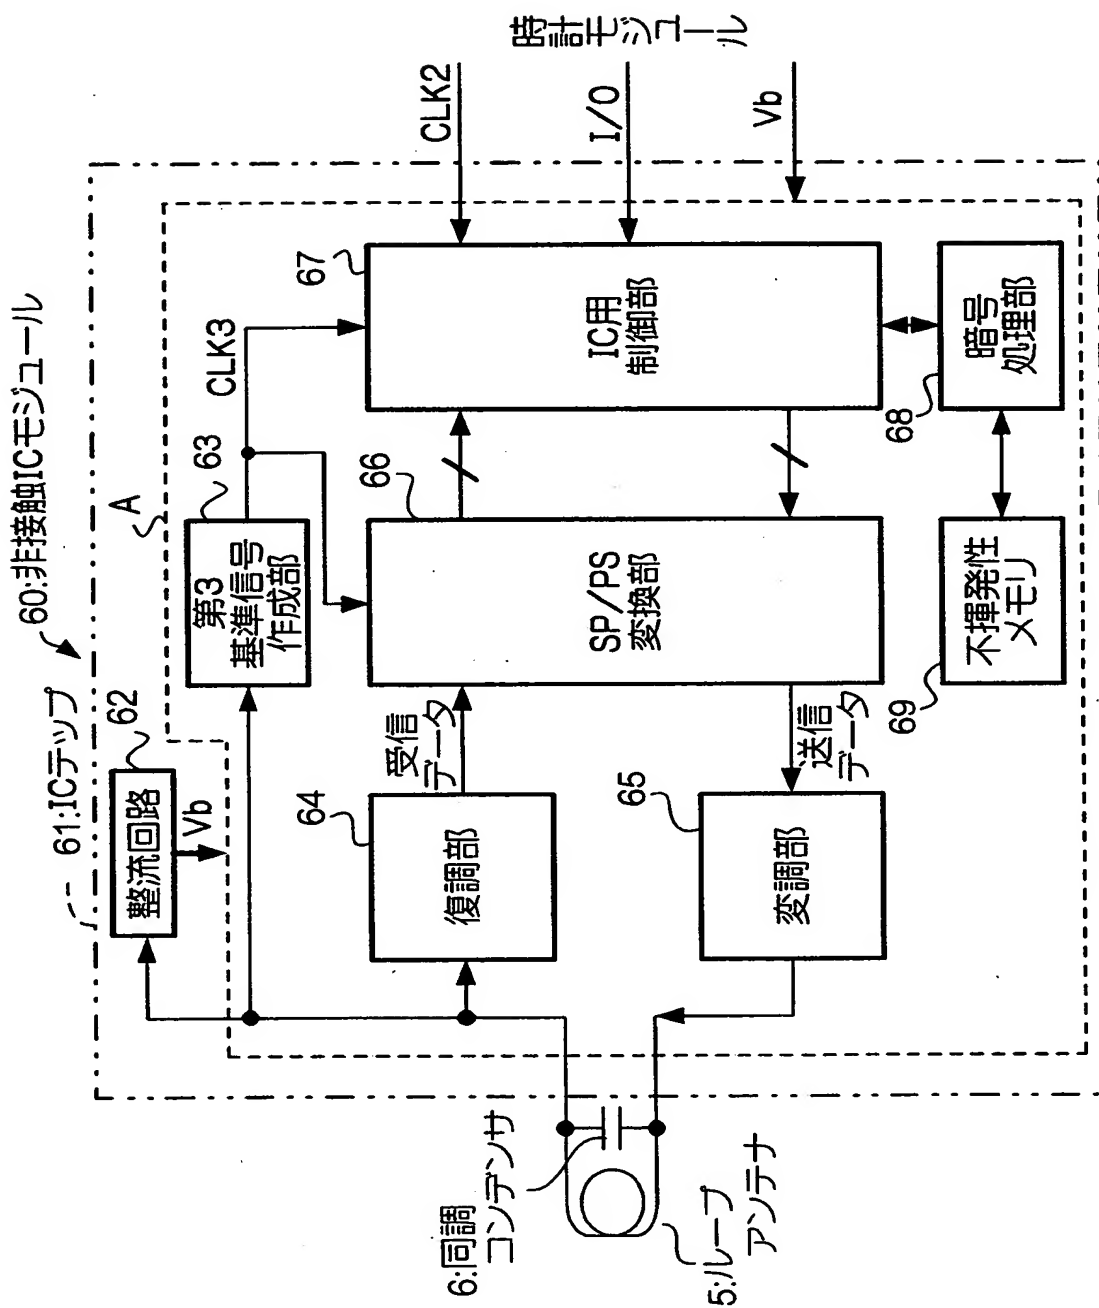 60:非接触ICモジュール
61:ICテップ
62
整流回路
Vb
A
第3
基準信号
作成部
63
CLK3
CLK2
I/O
Vb
時計モジュール
64
復調部
受信
データ
66
SP/PS
変換部
67
IC用
制御部
65
変調部
送信
データ
69
不揮発性
メモリ
68
暗号
処理部
6:同調
コンデンサ
5:ループ
アンテナ